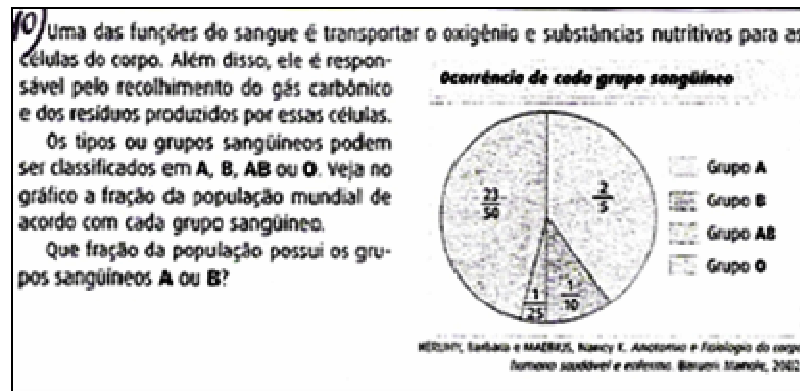 10) Uma das funções do sangue é transportar o oxigênio e substâncias nutritivas para as
células do corpo. Além disso, ele é respon-
sável pelo recolhimento do gás carbônico
e dos resíduos produzidos por essas células.
Os tipos ou grupos sangüíneos podem
ser classificados em A, B, AB ou O. Veja no
gráfico a fração da população mundial de
acordo com cada grupo sangüíneo.
Que fração da população possui os gru-
pos sangüíneos A ou B?
Ocorrência de cada grupo sangüíneo
23/50
2/5
1/25
1/10
Grupo A
Grupo B
Grupo AB
Grupo O
Barbara e Nancy E. Anatomia e Fisiologia do corpo
humano saudável e enfermo. Barueri: Manole, 2002